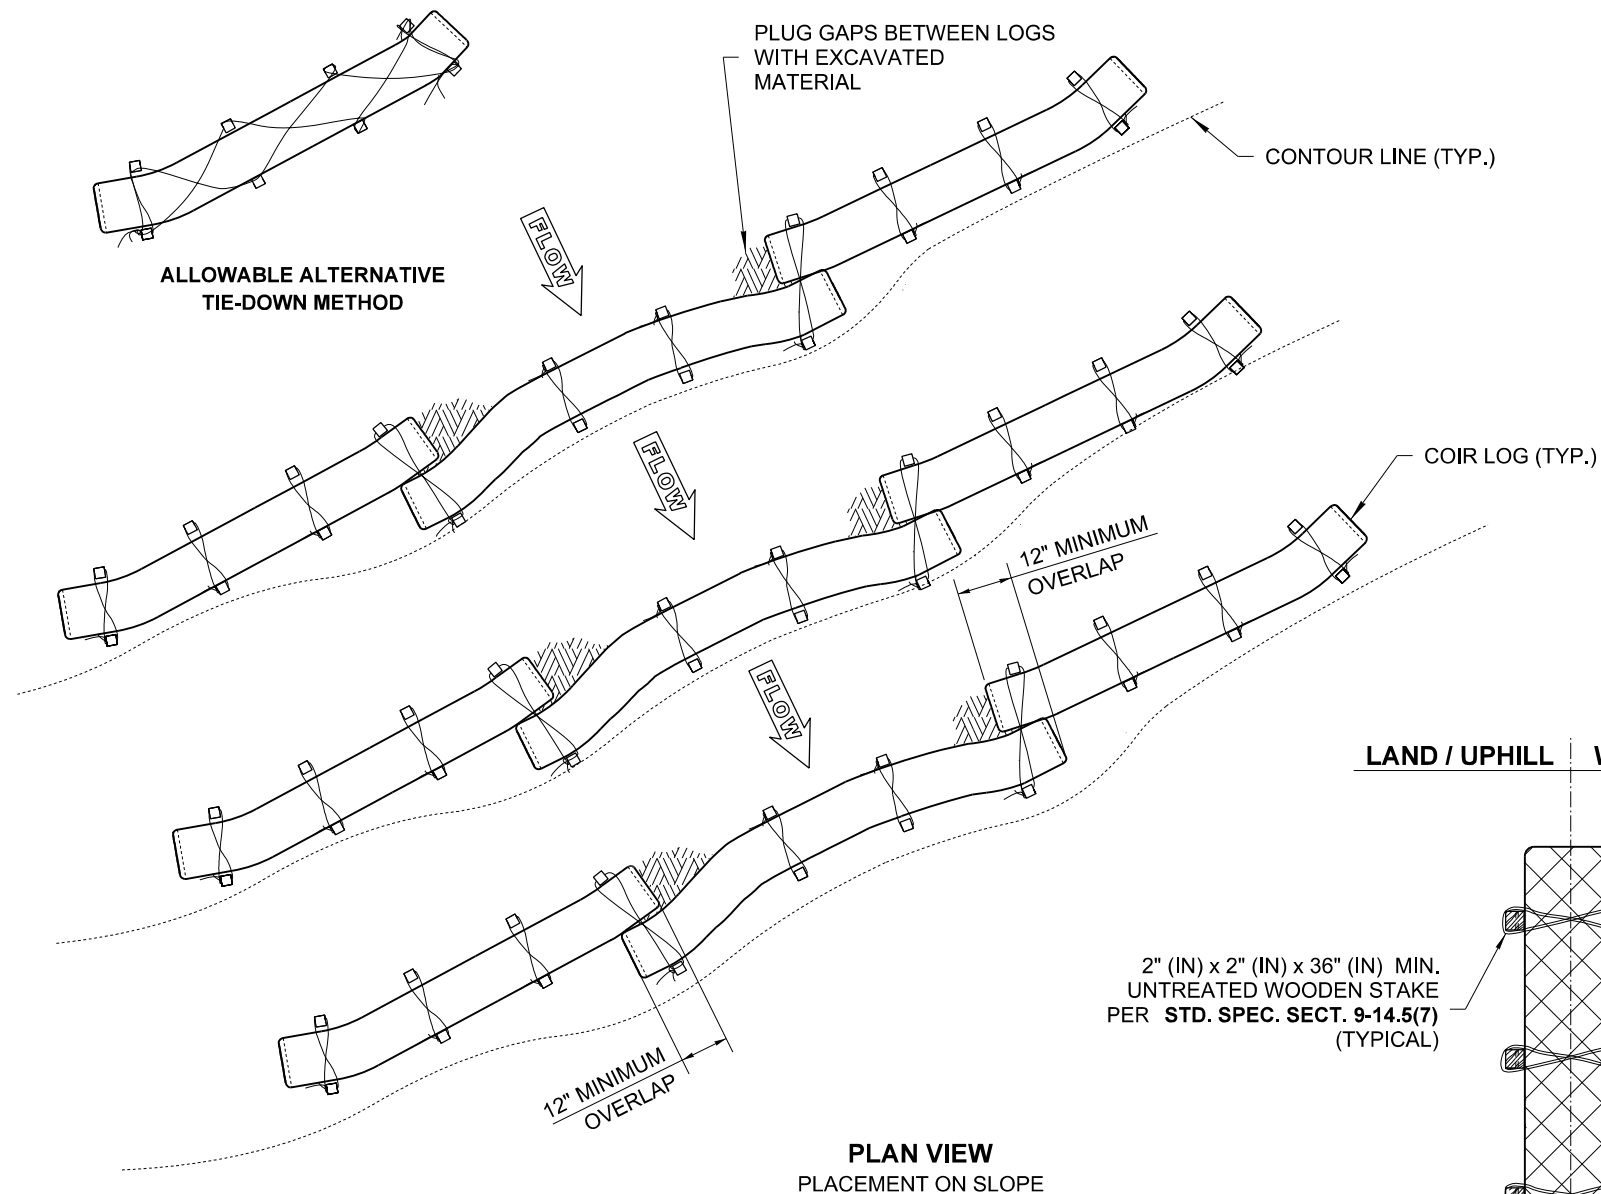 PLUG GAPS BETWEEN LOGS
WITH EXCAVATED
MATERIAL
CONTOUR LINE (TYP.)
ALLOWABLE ALTERNATIVE
TIE-DOWN METHOD
FLOW
FLOW
COIR LOG (TYP.)
12" MINIMUM
OVERLAP
FLOW
LAND / UPHILL
2" (IN) x 2" (IN) x 36" (IN) MIN.
UNTREATED WOODEN STAKE
PER STD. SPEC. SECT. 9-14.5(7)
(TYPICAL)
12" MINIMUM
OVERLAP
PLAN VIEW
PLACEMENT ON SLOPE